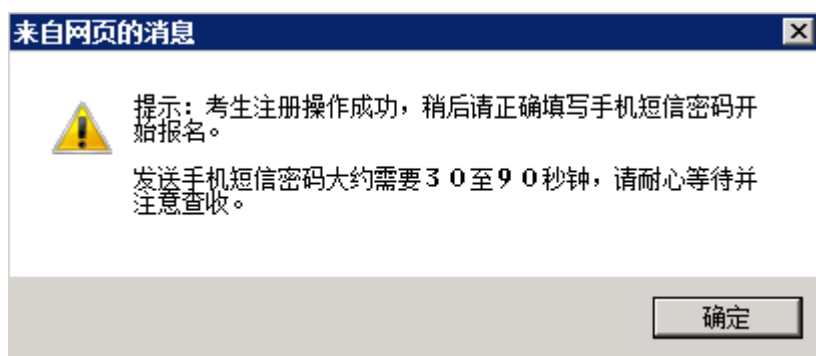 来自网页的消息
提示：考生注册操作成功，稍后请正确填写手机短信密码开
始报名。
发送手机短信密码大约需要３０至９０秒钟，请耐心等待并
注意查收。
确定